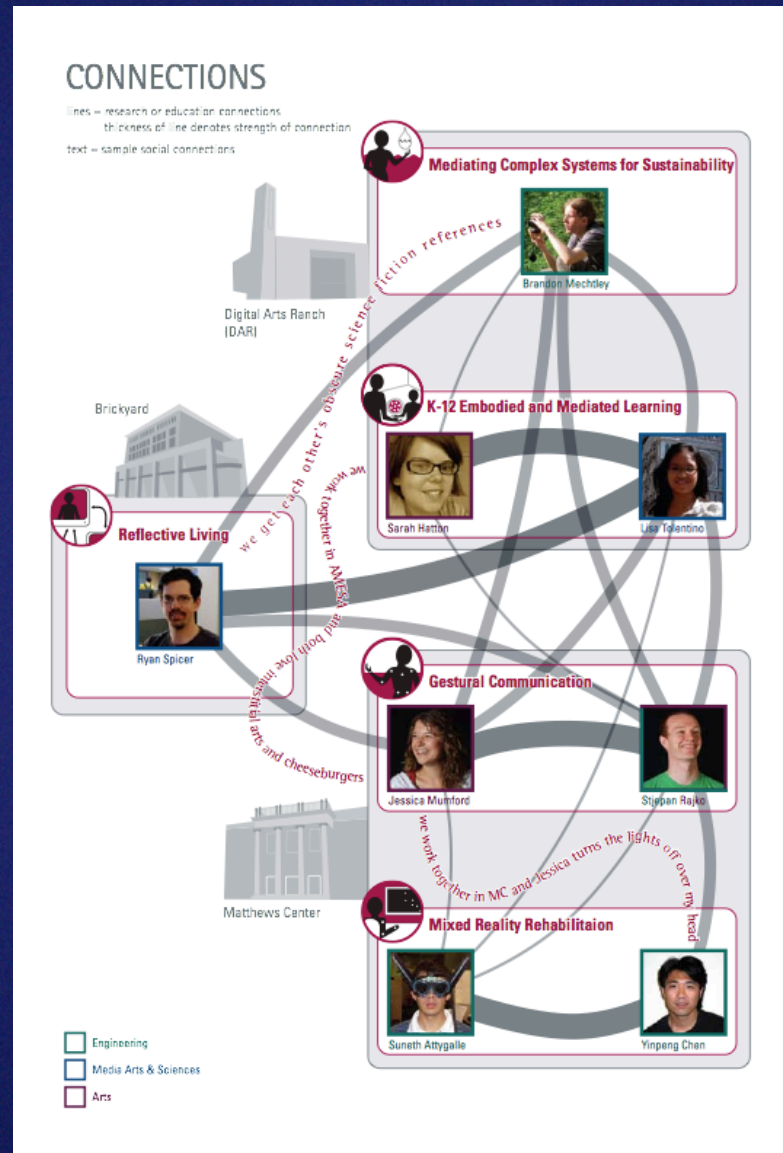 CONNECTIONS
lines = research or education connections
thickness of line denotes strength of connection
text = sample social connections
Mediating Complex Systems for Sustainability
Brandon Mechtley
we get each other's obscure science fiction references
Digital Arts Ranch
(DAR)
Brickyard
K-12 Embodied and Mediated Learning
Sarah Hatton
Lisa Tolentino
we work together in AMESA and both love interstitial arts and cheeseburgers
Reflective Living
Ryan Spicer
Gestural Communication
Jessica Mumford
Stjepan Rajko
we work together in MC and Jessica turns the lights off over my head
Matthews Center
Mixed Reality Rehabilitaion
Suneth Attygalle
Yinpeng Chen
Engineering
Media Arts & Sciences
Arts